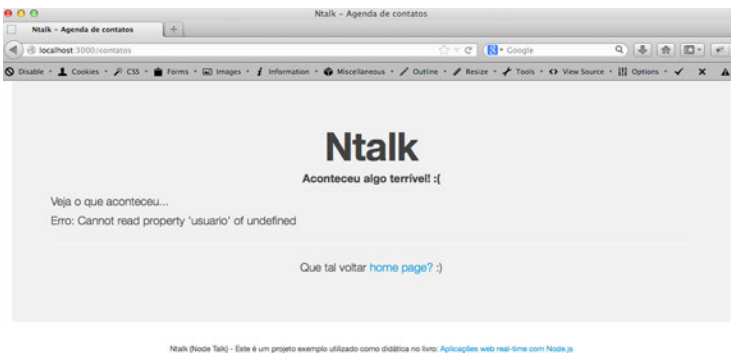 Ntalk - Agenda de contatos
Ntalk - Agenda de contatos
localhost:3000/contatos
Google
Disable Cookies CSS Forms Images Information Miscellaneous Outline Resize Tools View Source Options
Ntalk
Aconteceu algo terrível! :(
Veja o que aconteceu...
Erro: Cannot read property 'usuario' of undefined
Que tal voltar home page? :)
Ntalk (Node Talk) - Este é um projeto exemplo utilizado como didática no livro: Aplicações web real-time com Node.js